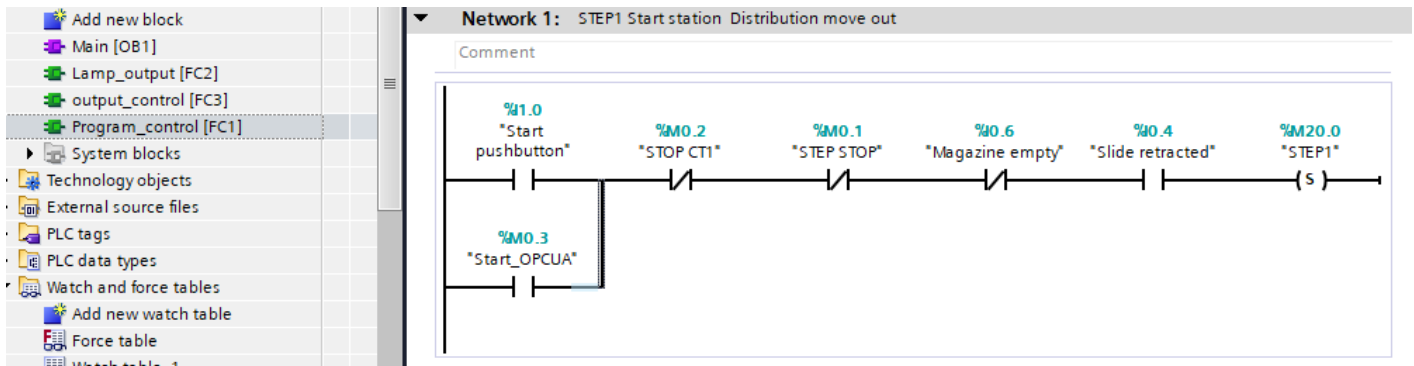 Add new block
Main [OB1]
Lamp_output [FC2]
output_control [FC3]
Program_control [FC1]
System blocks
Technology objects
External source files
PLC tags
PLC data types
Watch and force tables
Add new watch table
Force table
Network 1: STEP1 Start station Distribution move out
Comment
%I1.0
"Start
pushbutton"
%M0.2
"STOP CT1"
%M0.1
"STEP STOP"
%I0.6
"Magazine empty"
%I0.4
"Slide retracted"
%M20.0
"STEP1"
S
%M0.3
"Start_OPCUA"